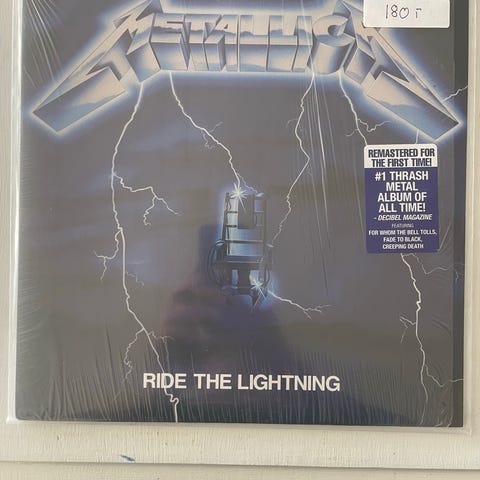 180 г
METALLICA
REMASTERED FOR
THE FIRST TIME!
#1 THRASH
METAL
ALBUM OF
ALL TIME!
- DECIBEL MAGAZINE
FEATURING
FOR WHOM THE BELL TOLLS,
FADE TO BLACK,
CREEPING DEATH
RIDE THE LIGHTNING